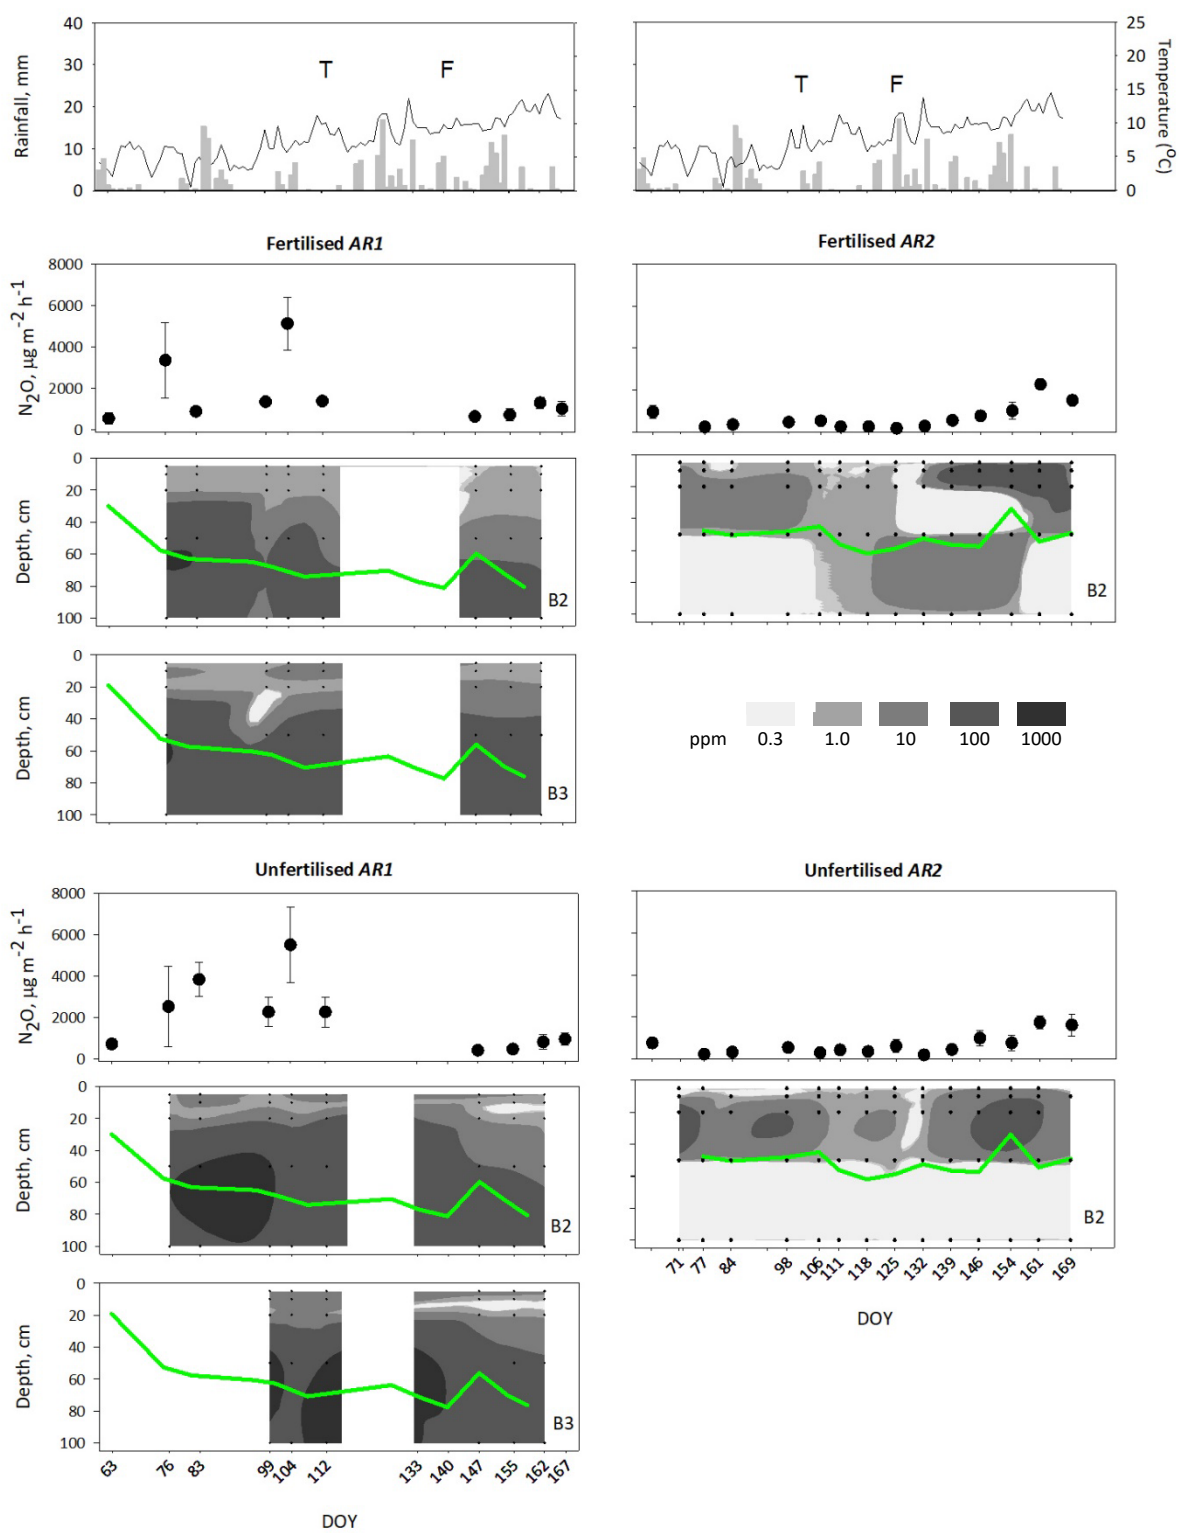 40
30
20
10
0
Rainfall, mm
T
F
T
F
25
20
15
10
5
0
Temperature (°C)
Fertilised AR1
Fertilised AR2
8000
6000
4000
2000
0
N2O, µg m-2 h-1
0
20
40
60
80
100
Depth, cm
B2
B2
0
20
40
60
80
100
Depth, cm
B3
ppm 0.3 1.0 10 100 1000
Unfertilised AR1
Unfertilised AR2
8000
6000
4000
2000
0
N2O, µg m-2 h-1
0
20
40
60
80
100
Depth, cm
B2
B2
71 77 84 98 106 111 118 125 132 139 146 154 161 169
DOY
0
20
40
60
80
100
Depth, cm
B3
63 76 83 99 104 112 133 140 147 155 162 167
DOY